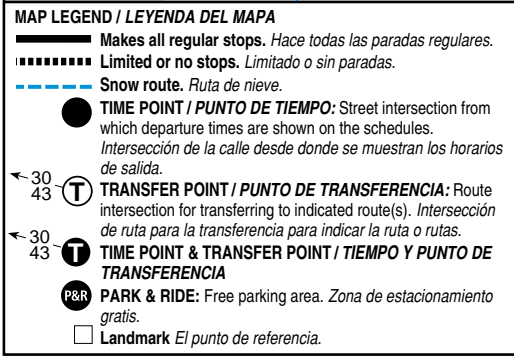 MAP LEGEND / LEYENDA DEL MAPA
Makes all regular stops. Hace todas las paradas regulares.
Limited or no stops. Limitado o sin paradas.
Snow route. Ruta de nieve.
TIME POINT / PUNTO DE TIEMPO: Street intersection from
which departure times are shown on the schedules.
Intersección de la calle desde donde se muestran los horarios
de salida.
30
43 T TRANSFER POINT / PUNTO DE TRANSFERENCIA: Route
intersection for transferring to indicated route(s). Intersección
de ruta para la transferencia para indicar la ruta o rutas.
30
43 T TIME POINT & TRANSFER POINT / TIEMPO Y PUNTO DE
TRANSFERENCIA
P&R PARK & RIDE: Free parking area. Zona de estacionamiento
gratis.
Landmark El punto de referencia.